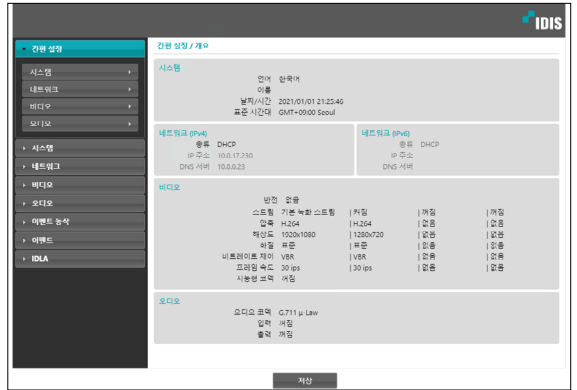 IDIS
간편 설정
간편 설정 / 개요
시스템
네트워크
비디오
오디오
시스템
네트워크
비디오
오디오
이벤트 동작
이벤트
IDLA
시스템
언어 한국어
이름
날짜/시간 2021/01/01 21:25:46
표준 시간대 GMT+09:00 Seoul
네트워크 (IPv4)
종류 DHCP
IP 주소 10.0.17.230
DNS 서버 10.0.0.23
네트워크 (IPv6)
종류 DHCP
IP 주소
DNS 서버
비디오
반전 없음
스트림 기본 녹화 스트림 | 켜짐 | 꺼짐 | 꺼짐
압축 H.264 | H.264 | 없음 | 없음
해상도 1920x1080 | 1280x720 | 없음 | 없음
화질 표준 | 표준 | 없음 | 없음
비트레이트 제어 VBR | VBR | 없음 | 없음
프레임 속도 30 ips | 30 ips | 없음 | 없음
지능형 코덱 꺼짐
오디오
오디오 코덱 G.711 µ-Law
입력 꺼짐
출력 꺼짐
저장